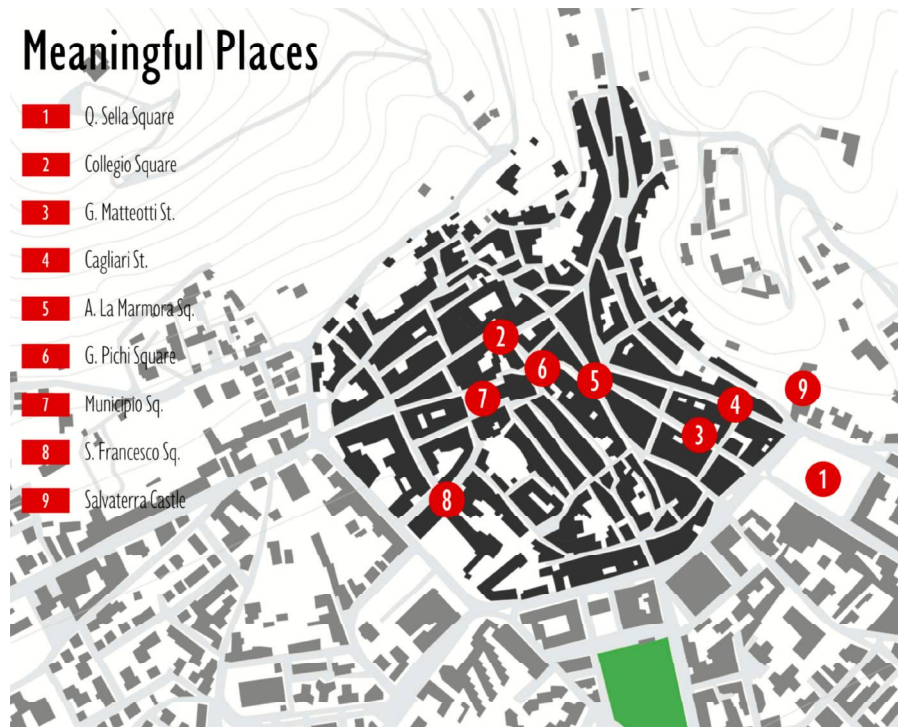 Meaningful Places
1 Q. Sella Square
2 Collegio Square
3 G. Matteotti St.
4 Cagliari St.
5 A. La Marmora Sq.
6 G. Pichi Square
7 Municipio Sq.
8 S. Francesco Sq.
9 Salvaterra Castle
2
6
5
9
7
4
3
1
8